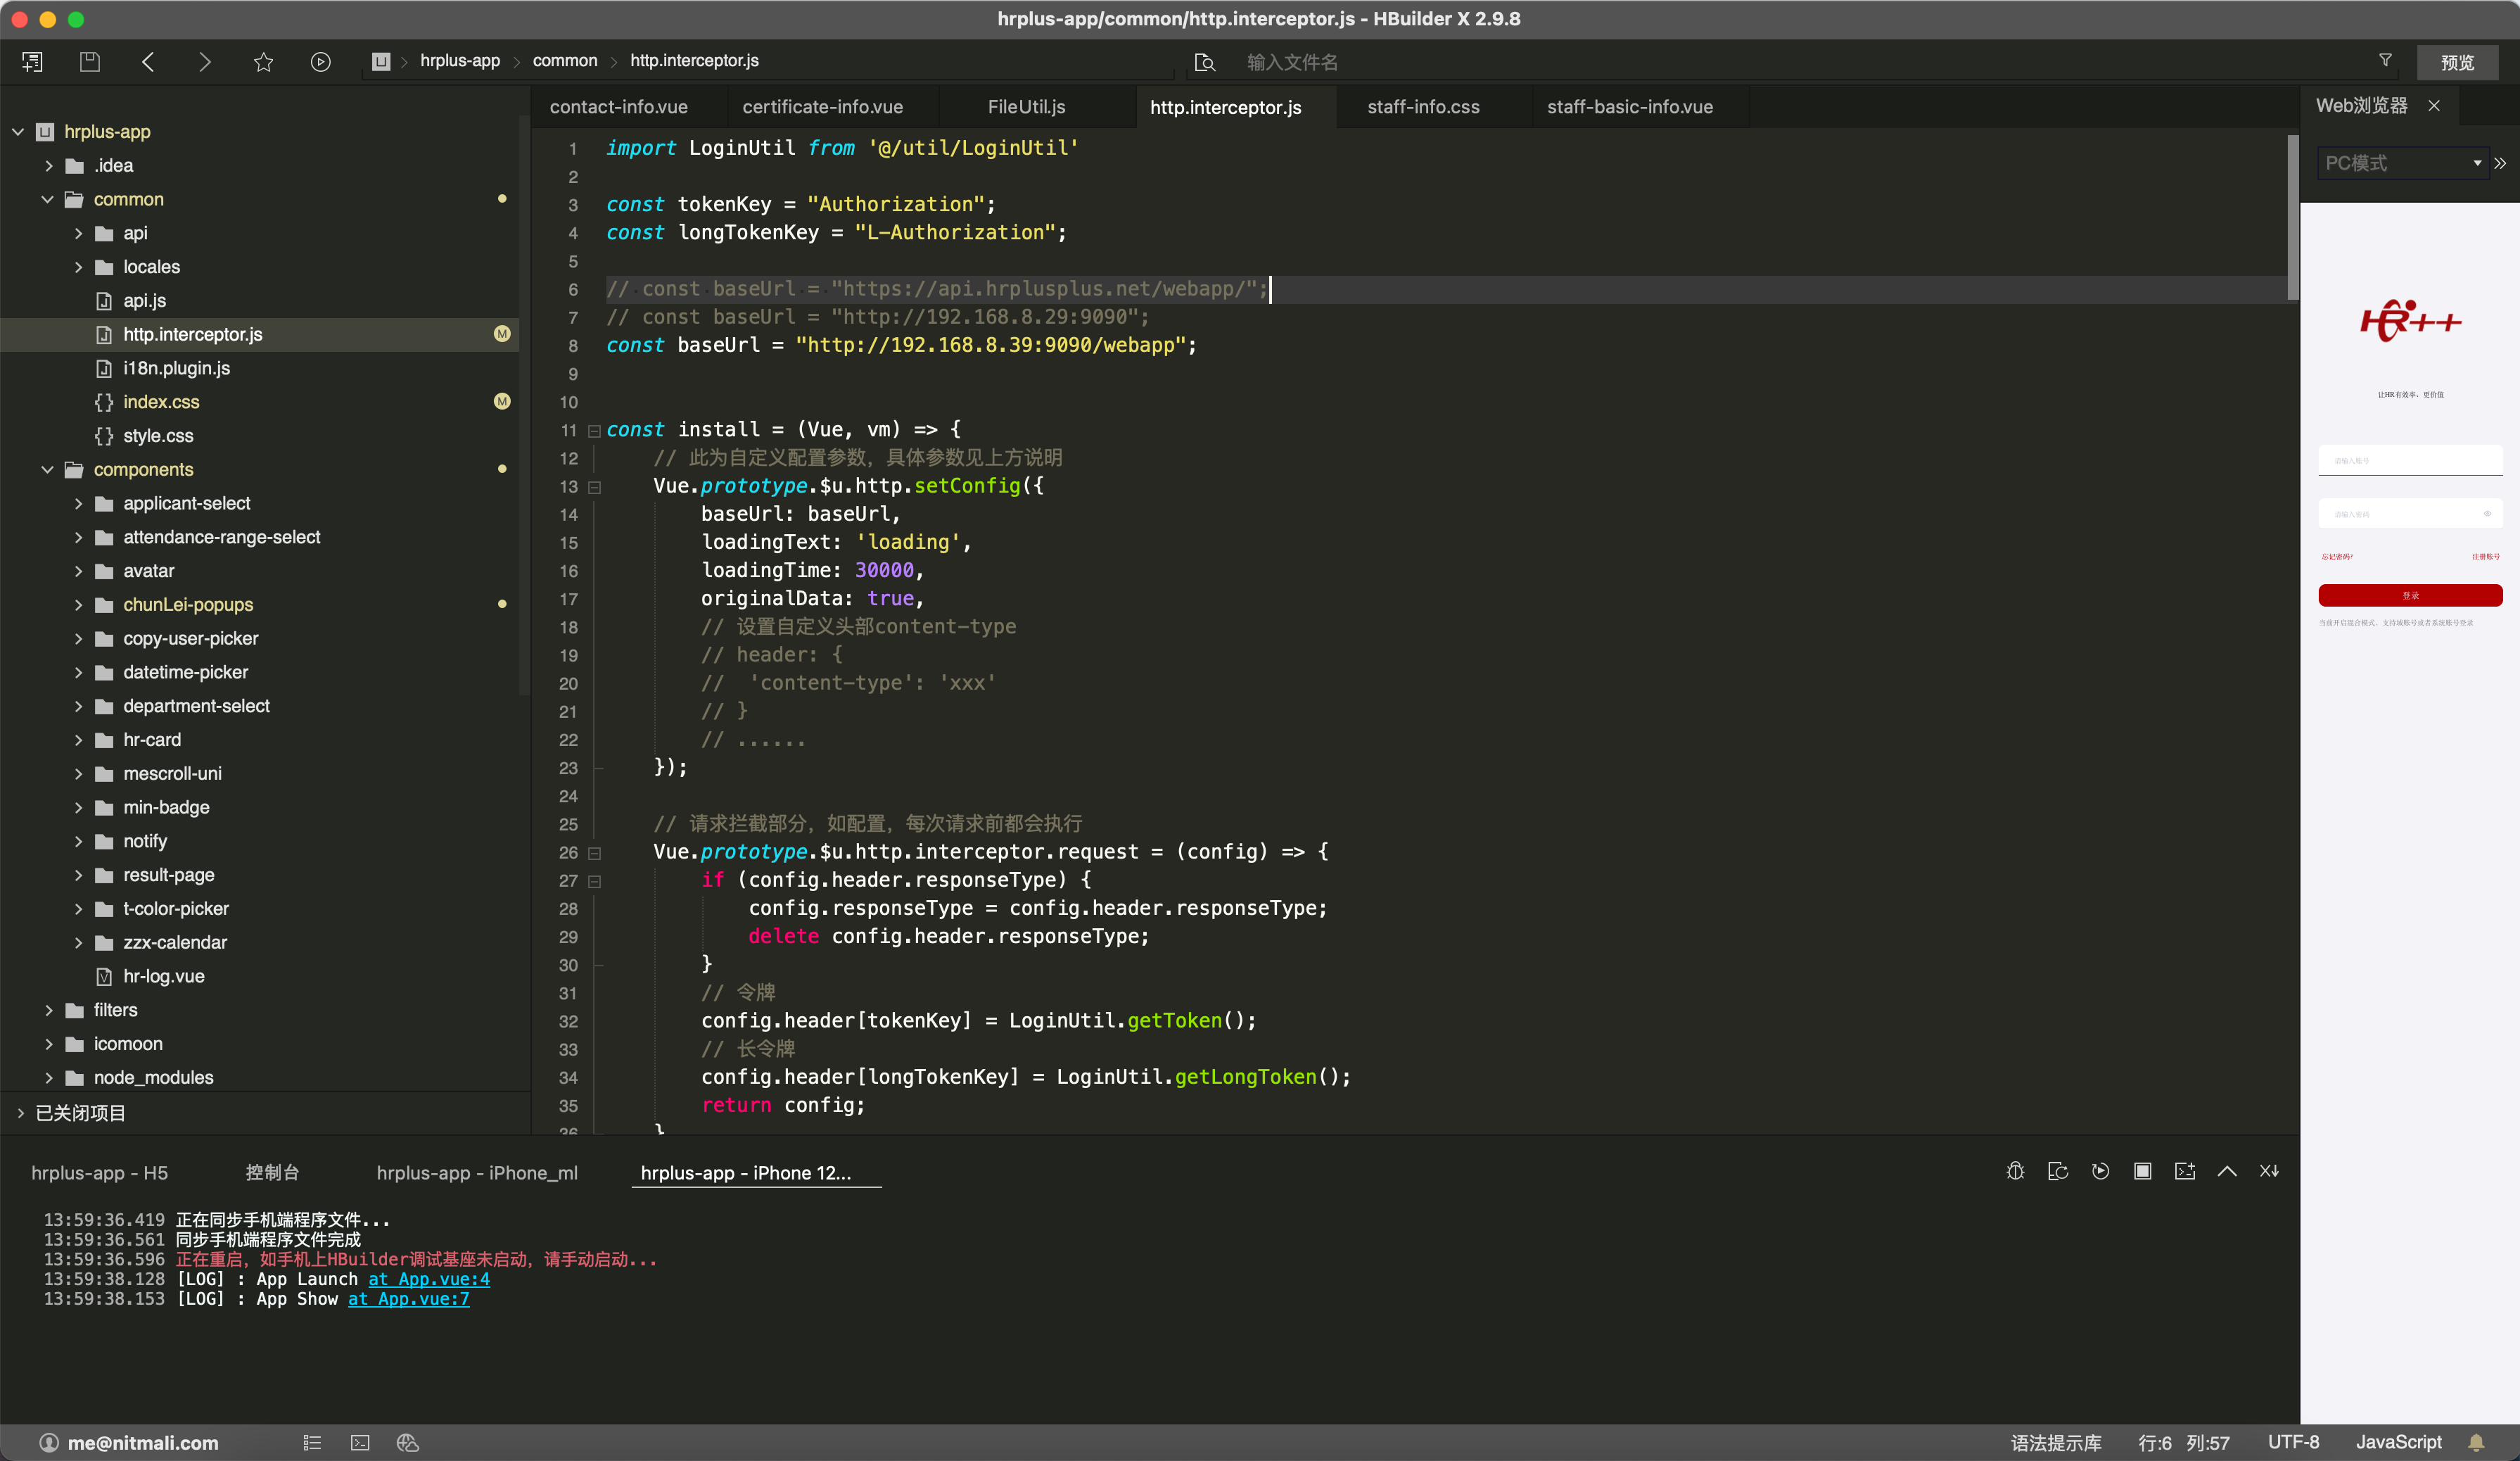 hrplus-app/common/http.interceptor.js - HBuilder X 2.9.8
hrplus-app common http.interceptor.js
输入文件名
预览
hrplus-app
.idea
common
api
locales
api.js
http.interceptor.js M
i18n.plugin.js
index.css M
style.css
components
applicant-select
attendance-range-select
avatar
chunLei-popups
copy-user-picker
datetime-picker
department-select
hr-card
mescroll-uni
min-badge
notify
result-page
t-color-picker
zzx-calendar
hr-log.vue
filters
icomoon
node_modules
已关闭项目
contact-info.vue certificate-info.vue FileUtil.js http.interceptor.js staff-info.css staff-basic-info.vue
1 import LoginUtil from '@/util/LoginUtil'
2
3 const tokenKey = "Authorization";
4 const longTokenKey = "L-Authorization";
5
6 // const baseUrl = "https://api.hrplusplus.net/webapp/";
7 // const baseUrl = "http://192.168.8.29:9090";
8 const baseUrl = "http://192.168.8.39:9090/webapp";
9
10
11 const install = (Vue, vm) => {
12 // 此为自定义配置参数，具体参数见上方说明
13 Vue.prototype.$u.http.setConfig({
14 baseUrl: baseUrl,
15 loadingText: 'loading',
16 loadingTime: 30000,
17 originalData: true,
18 // 设置自定义头部content-type
19 // header: {
20 // 'content-type': 'xxx'
21 // }
22 // ......
23 });
24
25 // 请求拦截部分，如配置，每次请求前都会执行
26 Vue.prototype.$u.http.interceptor.request = (config) => {
27 if (config.header.responseType) {
28 config.responseType = config.header.responseType;
29 delete config.header.responseType;
30 }
31 // 令牌
32 config.header[tokenKey] = LoginUtil.getToken();
33 // 长令牌
34 config.header[longTokenKey] = LoginUtil.getLongToken();
35 return config;
36 }
Web浏览器
PC模式
HR++
让HR有效率，更价值
请输入账号
请输入密码
忘记密码? 注册账号
登录
当前开启混合模式，支持域账号或者系统账号登录
hrplus-app - H5 控制台 hrplus-app - iPhone_ml hrplus-app - iPhone 12...
13:59:36.419 正在同步手机端程序文件...
13:59:36.561 同步手机端程序文件完成
13:59:36.596 正在重启，如手机上HBuilder调试基座未启动，请手动启动...
13:59:38.128 [LOG] : App Launch at App.vue:4
13:59:38.153 [LOG] : App Show at App.vue:7
me@nitmali.com
语法提示库 行:6 列:57 UTF-8 JavaScript